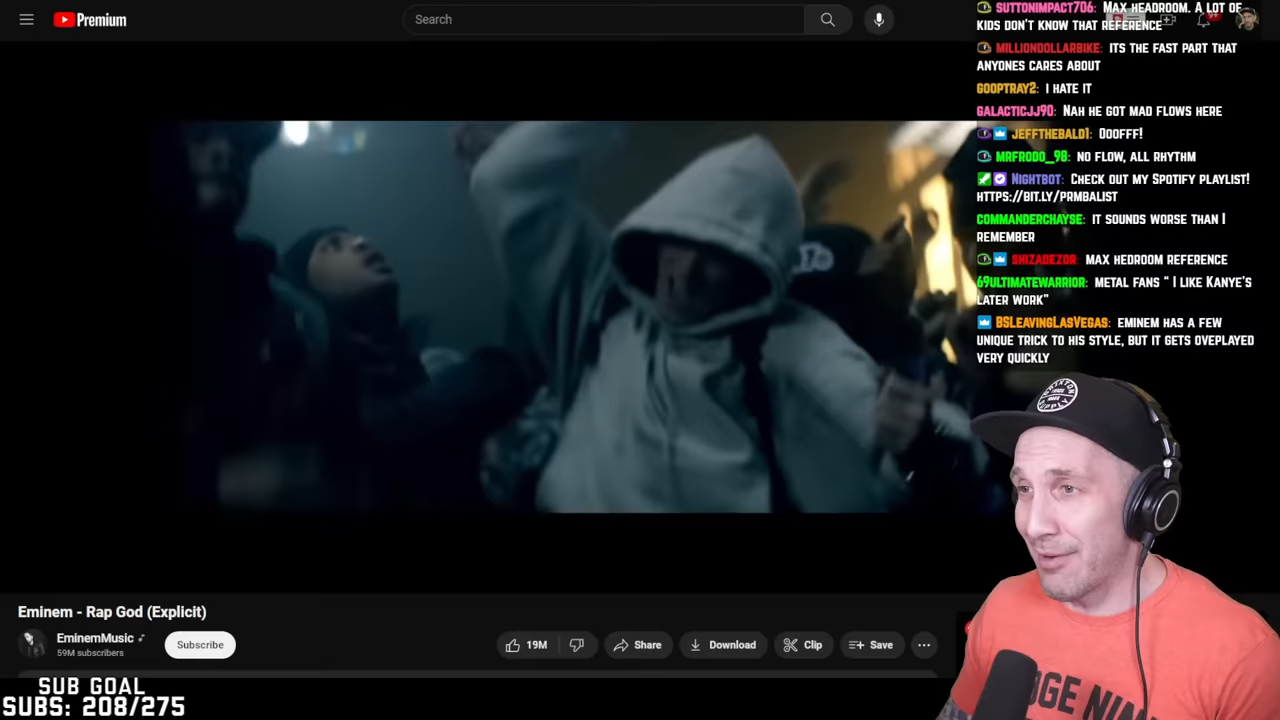 Premium
Search
9+
Eminem - Rap God (Explicit)
EminemMusic
59M subscribers
Subscribe
19M
Share
Download
Clip
Save
SUB GOAL
SUBS: 208/275
SUTTONIMPACT706: MAX HEADROOM. A LOT OF
KIDS DON'T KNOW THAT REFERENCE
MILLIONDOLLARBIKE: ITS THE FAST PART THAT
ANYONES CARES ABOUT
GOOPTRAY2: I HATE IT
GALACTICJJ90: NAH HE GOT MAD FLOWS HERE
JEFFTHEBALD1: OOOFFF!
MRFRODO_98: NO FLOW, ALL RHYTHM
NIGHTBOT: CHECK OUT MY SPOTIFY PLAYLIST!
HTTPS://BIT.LY/PRMBALIST
COMMANDERCHAYSE: IT SOUNDS WORSE THAN I
REMEMBER
SHIZADEZOR: MAX HEDROOM REFERENCE
69ULTIMATEWARRIOR: METAL FANS " I LIKE KANYE'S
LATER WORK"
BSLEAVINGLASVEGAS: EMINEM HAS A FEW
UNIQUE TRICK TO HIS STYLE, BUT IT GETS OVEPLAYED
VERY QUICKLY
BRIXTON
SUPPLY